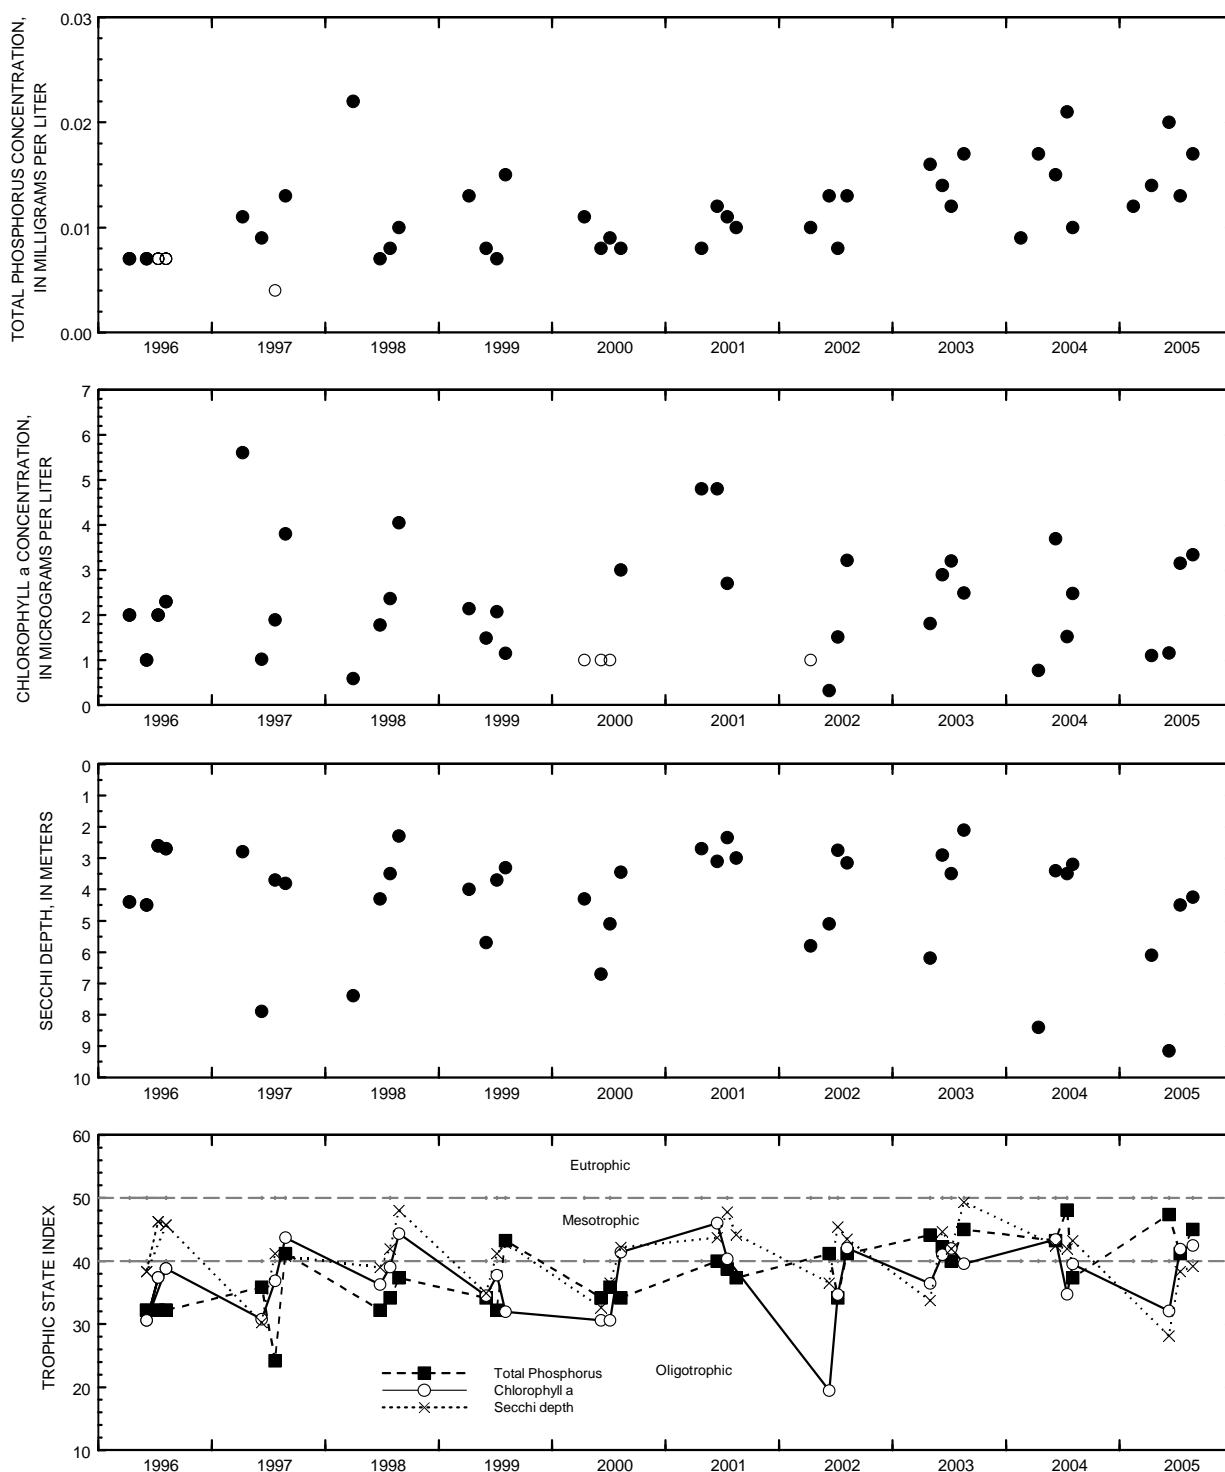 TOTAL PHOSPHORUS CONCENTRATION,
IN MILLIGRAMS PER LITER
0.03
0.02
0.01
0.00
1996 1997 1998 1999 2000 2001 2002 2003 2004 2005
CHLOROPHYLL a CONCENTRATION,
IN MICROGRAMS PER LITER
7
6
5
4
3
2
1
0
1996 1997 1998 1999 2000 2001 2002 2003 2004 2005
SECCHI DEPTH, IN METERS
0
1
2
3
4
5
6
7
8
9
10
1996 1997 1998 1999 2000 2001 2002 2003 2004 2005
TROPHIC STATE INDEX
60
50
40
30
20
10
Eutrophic
Mesotrophic
Oligotrophic
Total Phosphorus
Chlorophyll a
Secchi depth
1996 1997 1998 1999 2000 2001 2002 2003 2004 2005